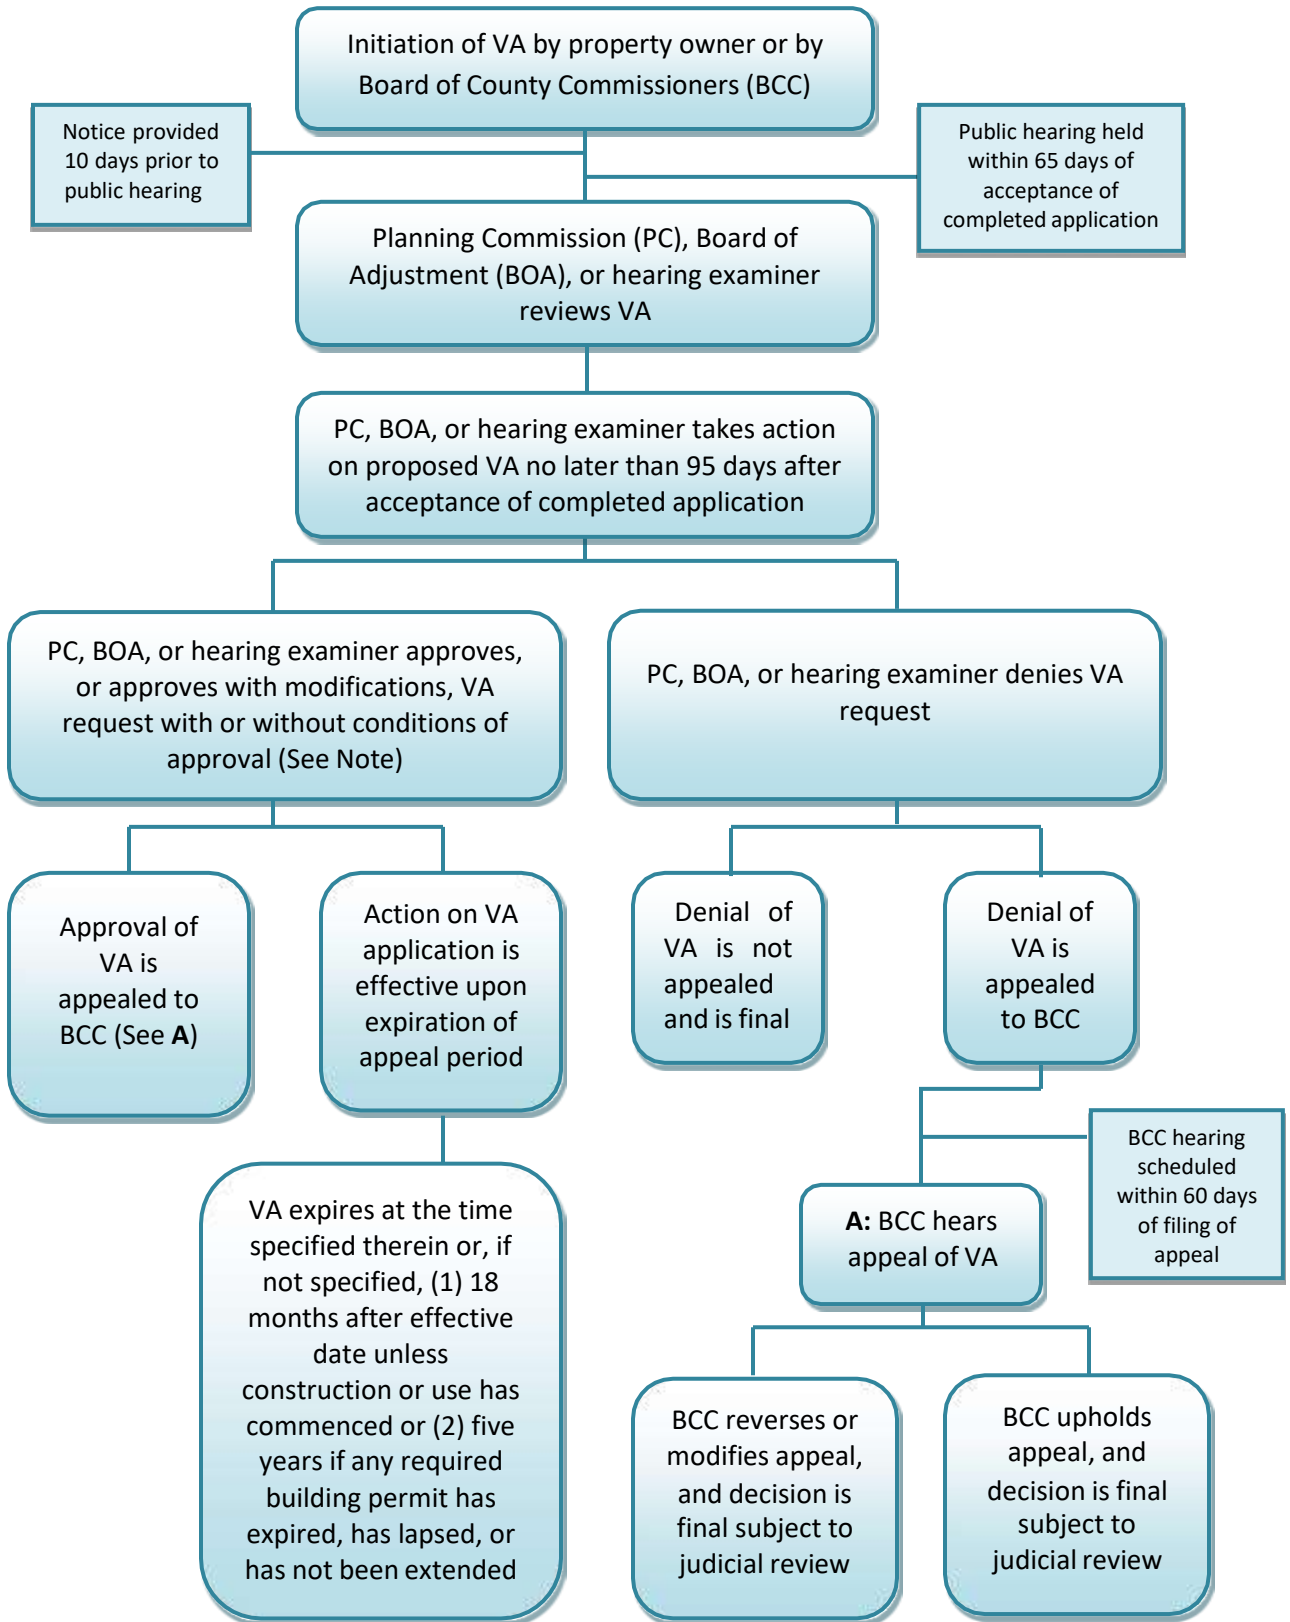 Initiation of VA by property owner or by
Board of County Commissioners (BCC)
Notice provided
10 days prior to
public hearing
Public hearing held
within 65 days of
acceptance of
completed application
Planning Commission (PC), Board of
Adjustment (BOA), or hearing examiner
reviews VA
PC, BOA, or hearing examiner takes action
on proposed VA no later than 95 days after
acceptance of completed application
PC, BOA, or hearing examiner approves,
or approves with modifications, VA
request with or without conditions of
approval (See Note)
PC, BOA, or hearing examiner denies VA
request
Approval of
VA is
appealed to
BCC (See A)
Action on VA
application is
effective upon
expiration of
appeal period
Denial of
VA is not
appealed
and is final
Denial of
VA is
appealed
to BCC
BCC hearing
scheduled
within 60 days
of filing of
appeal
A: BCC hears
appeal of VA
VA expires at the time
specified therein or, if
not specified, (1) 18
months after effective
date unless
construction or use has
commenced or (2) five
years if any required
building permit has
expired, has lapsed, or
has not been extended
BCC reverses or
modifies appeal,
and decision is
final subject to
judicial review
BCC upholds
appeal, and
decision is final
subject to
judicial review